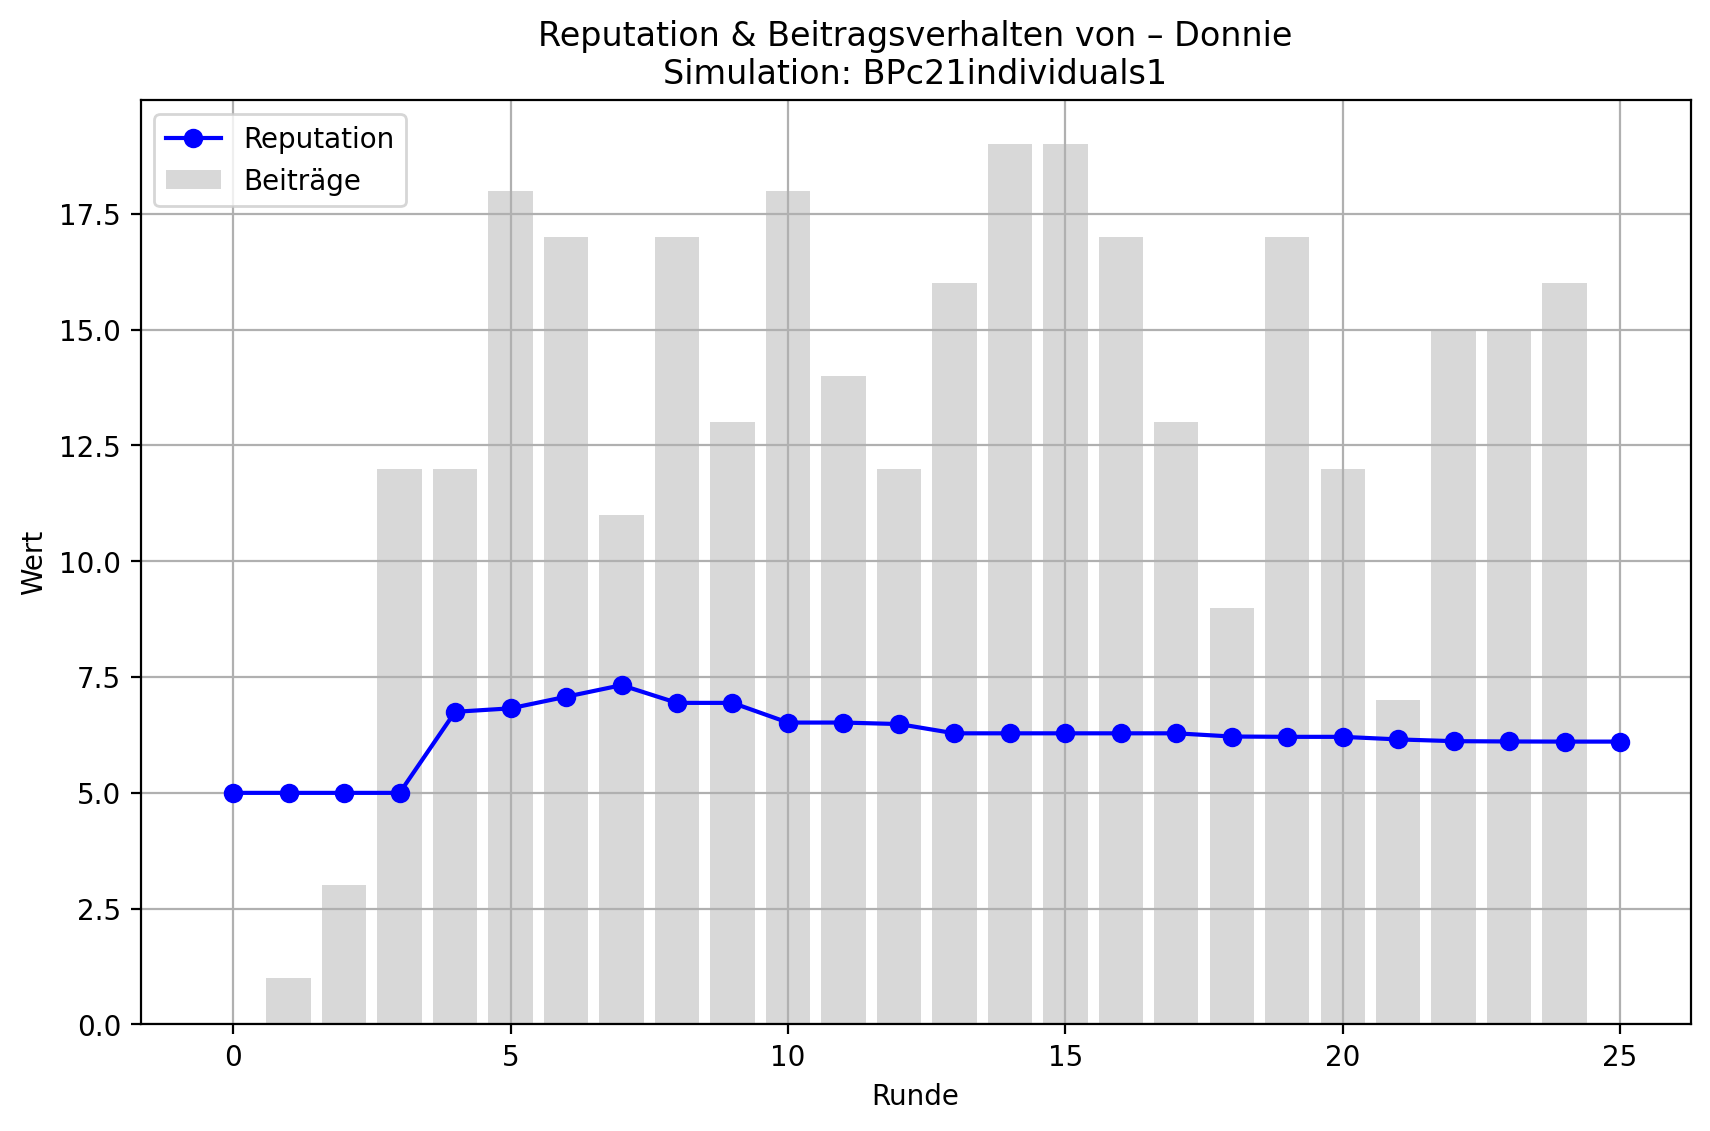 Reputation & Beitragsverhalten von – Donnie
Simulation: BPc21individuals1
Reputation
Beiträge
17.5
15.0
12.5
10.0
7.5
5.0
2.5
0.0
Wert
0 5 10 15 20 25
Runde